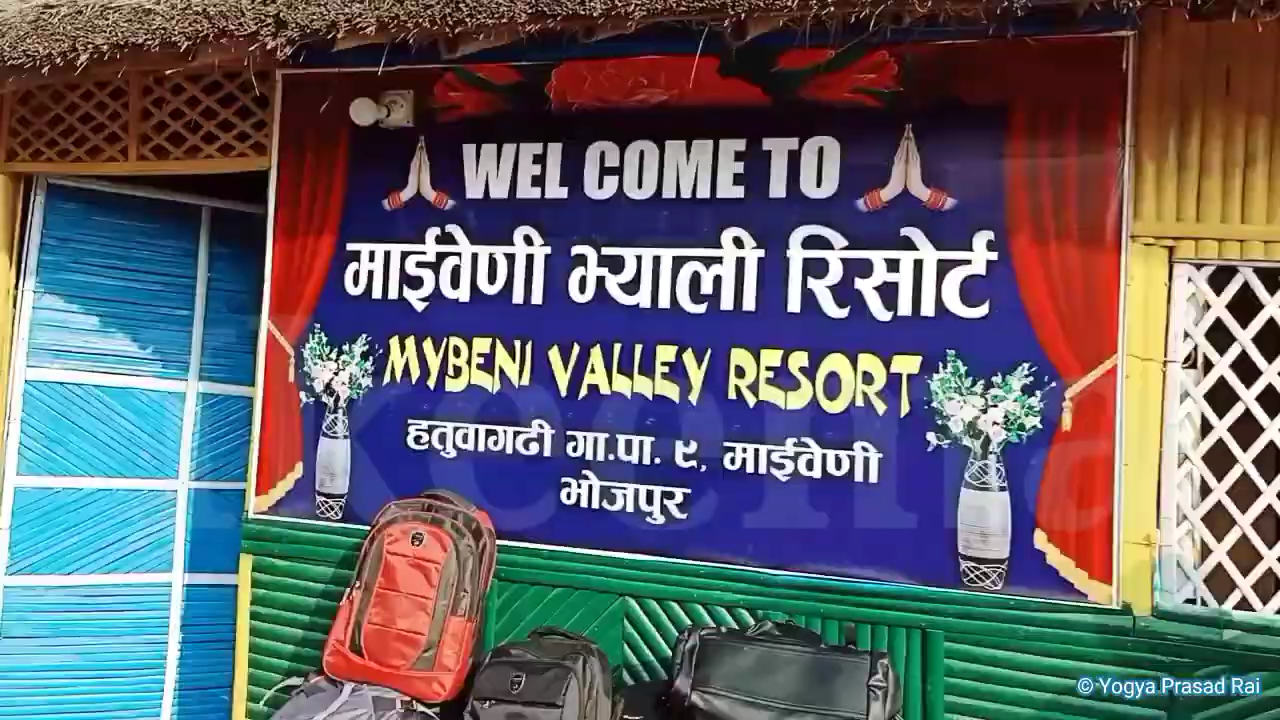 WEL COME TO
माईवेणी भ्याली रिसोर्ट
MYBENI VALLEY RESORT
हतुवागढी गा.पा. ९, माईवेणी
भोजपुर
© Yogya Prasad Rai